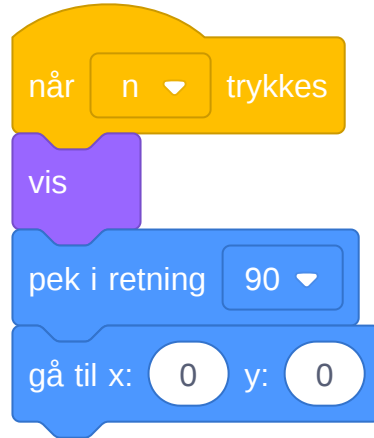 når n trykkes
vis
pek i retning 90
gå til x: 0 y: 0